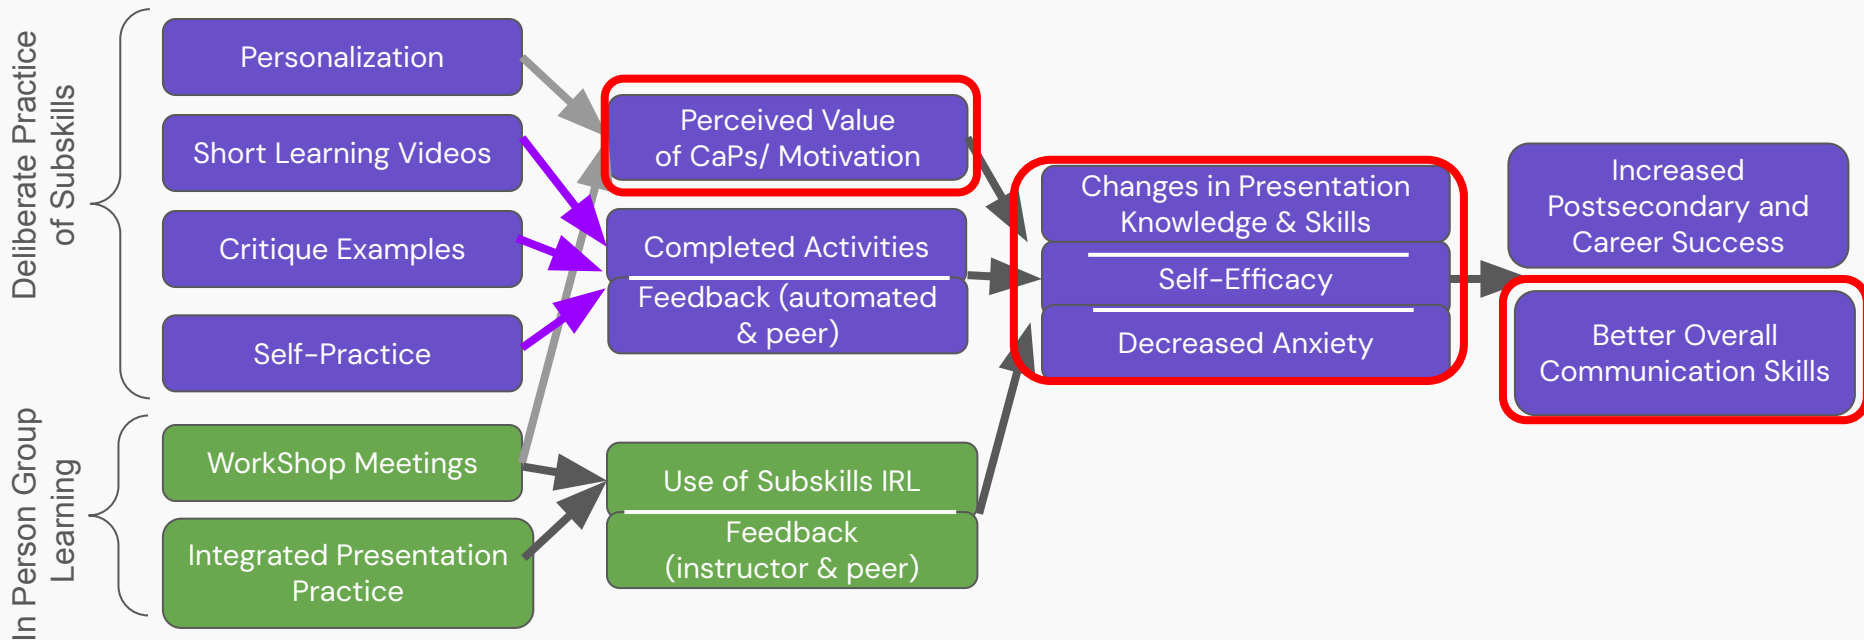 Deliberate Practice
of Subskills
Personalization
Short Learning Videos
Critique Examples
Self-Practice
In Person Group
Learning
WorkShop Meetings
Integrated Presentation
Practice
Perceived Value
of CaPs/ Motivation
Completed Activities
Feedback (automated
& peer)
Use of Subskills IRL
Feedback
(instructor & peer)
Changes in Presentation
Knowledge & Skills
Self-Efficacy
Decreased Anxiety
Increased
Postsecondary and
Career Success
Better Overall
Communication Skills